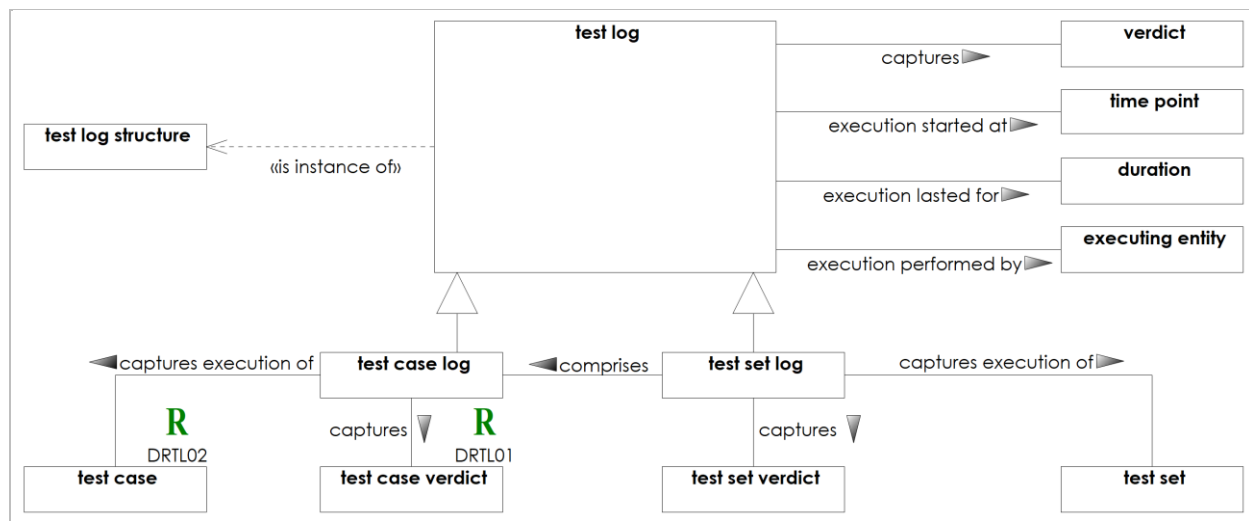 test log
verdict
captures
time point
execution started at
test log structure
«is instance of»
duration
execution lasted for
executing entity
execution performed by
captures execution of
test case log
comprises
test set log
captures execution of
R
DRTL02
captures
R
DRTL01
captures
test case
test case verdict
test set verdict
test set